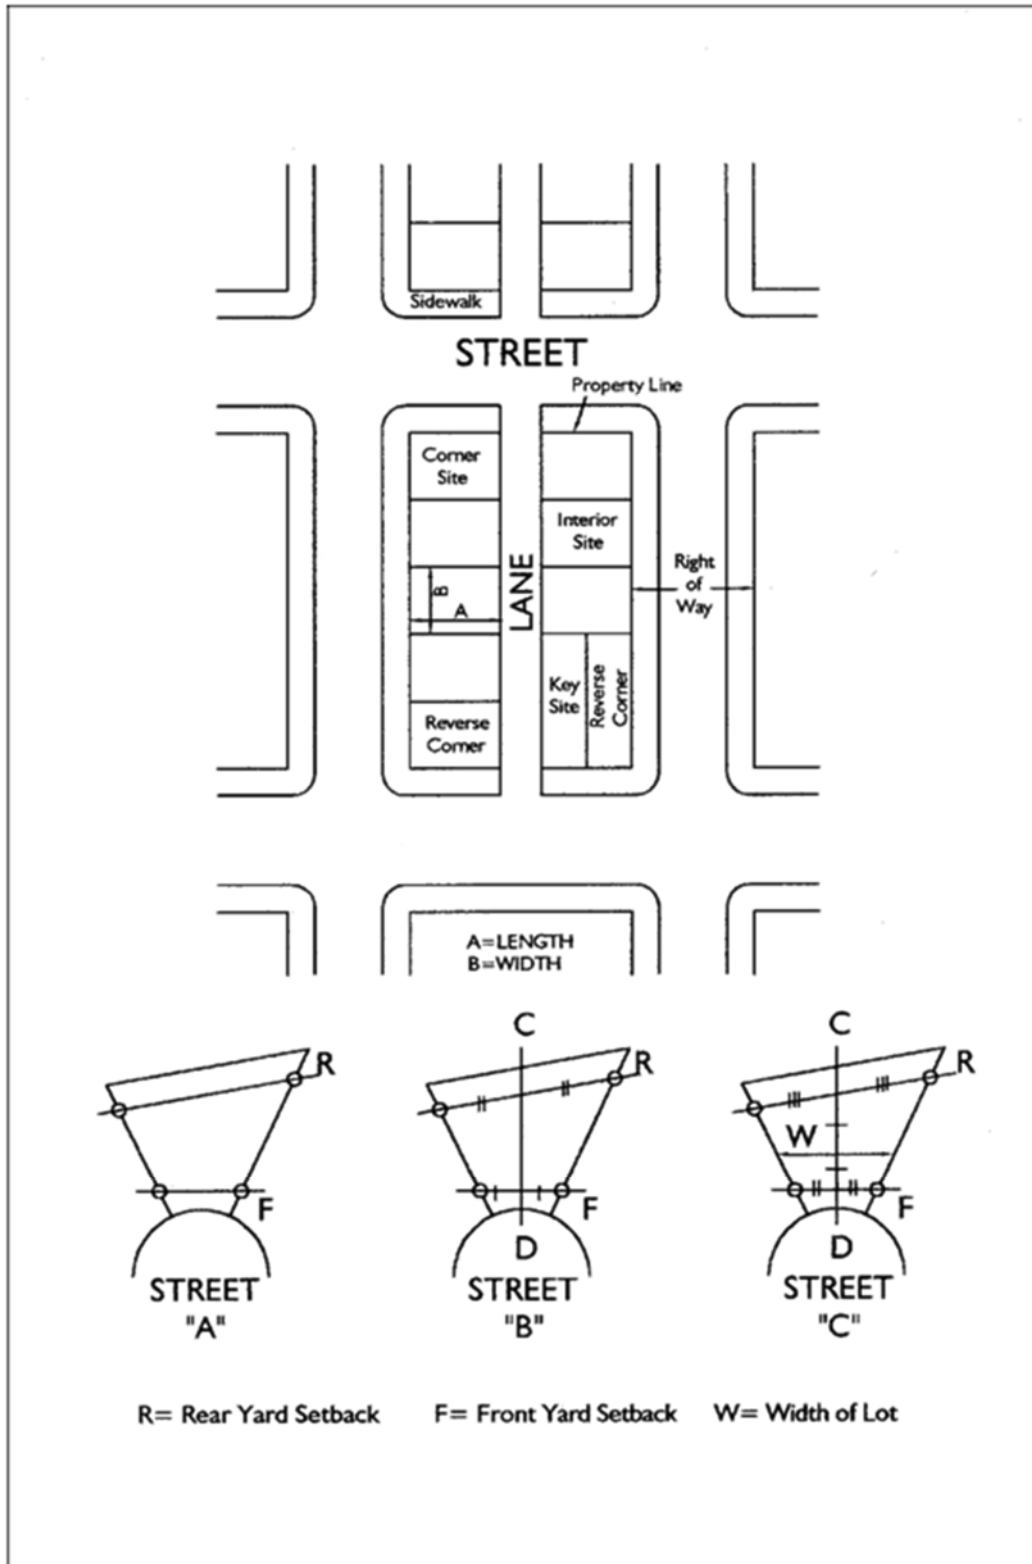 Sidewalk
STREET
Property Line
Corner
Site
Interior
Site
LANE
Right
of
Way
B
A
Key
Site
Reverse
Corner
Reverse
Corner
A=LENGTH
B=WIDTH
R
F
STREET
"A"
C
R
F
D
STREET
"B"
C
R
W
F
D
STREET
"C"
R= Rear Yard Setback F= Front Yard Setback W= Width of Lot